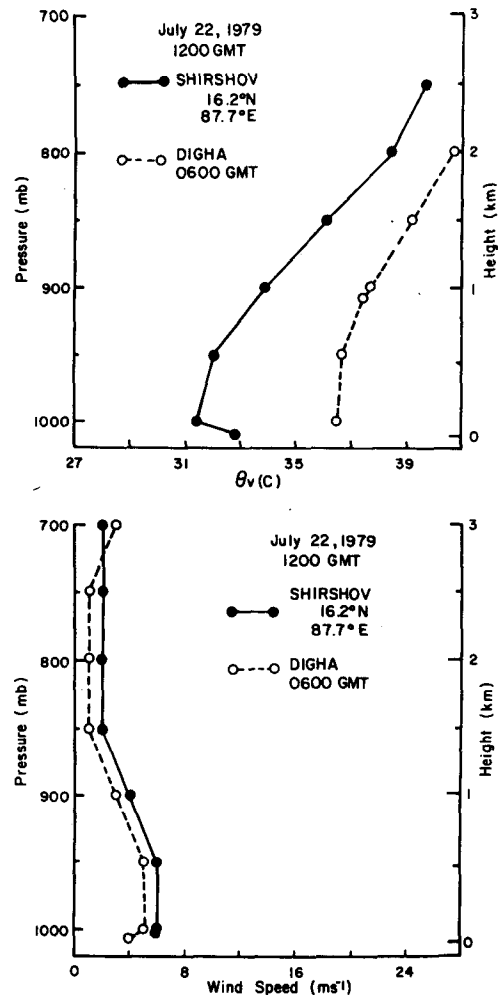 700
800
900
1000
Pressure (mb)
July 22, 1979
1200 GMT
SHIRSHOV
16.2°N
87.7°E
DIGHA
0600 GMT
3
2
1
0
Height (km)
27
31
35
39
θv(C)
700
800
900
1000
Pressure (mb)
July 22, 1979
1200 GMT
SHIRSHOV
16.2°N
87.7°E
DIGHA
0600 GMT
3
2
1
0
Height (km)
0
8
16
24
Wind Speed (ms⁻¹)